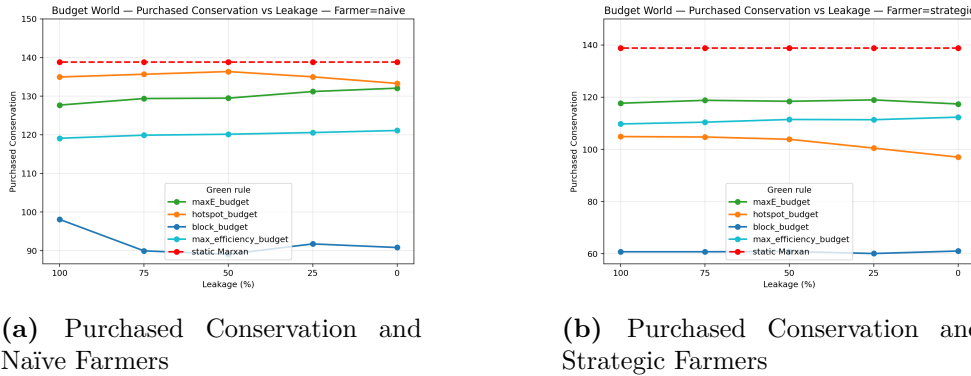 Budget World — Purchased Conservation vs Leakage — Farmer=naive
150
140
130
120
110
100
90
Purchased Conservation
Green rule
maxE_budget
hotspot_budget
block_budget
max_efficiency_budget
static Marxan
100 75 50 25 0
Leakage (%)
(a) Purchased Conservation and
Naïve Farmers
Budget World — Purchased Conservation vs Leakage — Farmer=strategic
140
120
100
80
60
Purchased Conservation
Green rule
maxE_budget
hotspot_budget
block_budget
max_efficiency_budget
static Marxan
100 75 50 25 0
Leakage (%)
(b) Purchased Conservation and
Strategic Farmers